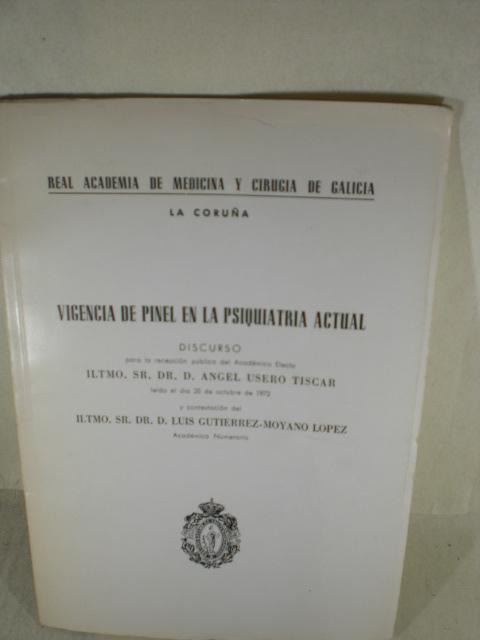 REAL ACADEMIA DE MEDICINA Y CIRUGIA DE GALICIA
LA CORUÑA
VIGENCIA DE PINEL EN LA PSIQUIATRIA ACTUAL
DISCURSO
para la recepción pública del Académico Electo
ILTMO. SR. DR. D. ANGEL USERO TISCAR
leído el día de octubre de 1972
y contestación del
ILTMO. SR. DR. D. LUIS GUTIERREZ-MOYANO LOPEZ
Académico Numerario